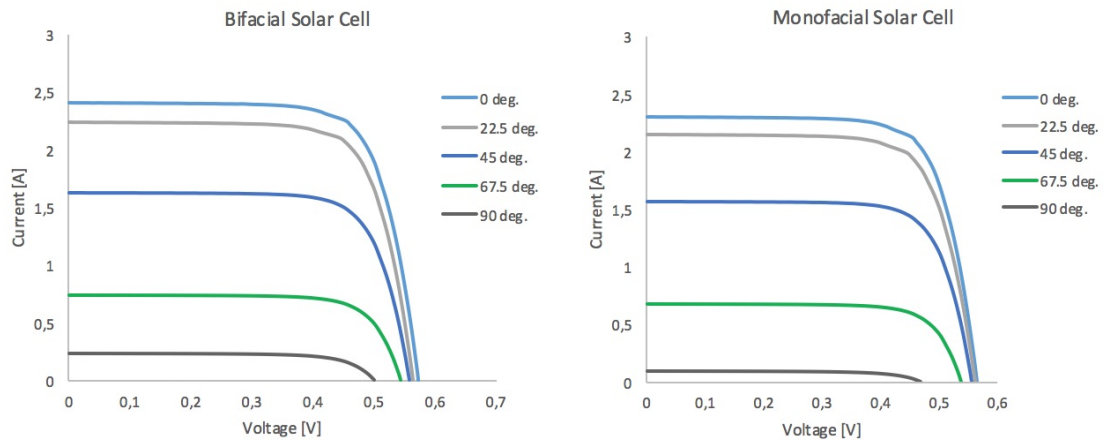 Bifacial Solar Cell
3
2,5
2
1,5
1
0,5
0
Current [A]
0
0,1
0,2
0,3
0,4
0,5
0,6
0,7
Voltage [V]
0 deg.
22.5 deg.
45 deg.
67.5 deg.
90 deg.
Monofacial Solar Cell
3
2,5
2
1,5
1
0,5
0
Current [A]
0
0,1
0,2
0,3
0,4
0,5
0,6
Voltage [V]
0 deg.
22.5 deg.
45 deg.
67.5 deg.
90 deg.